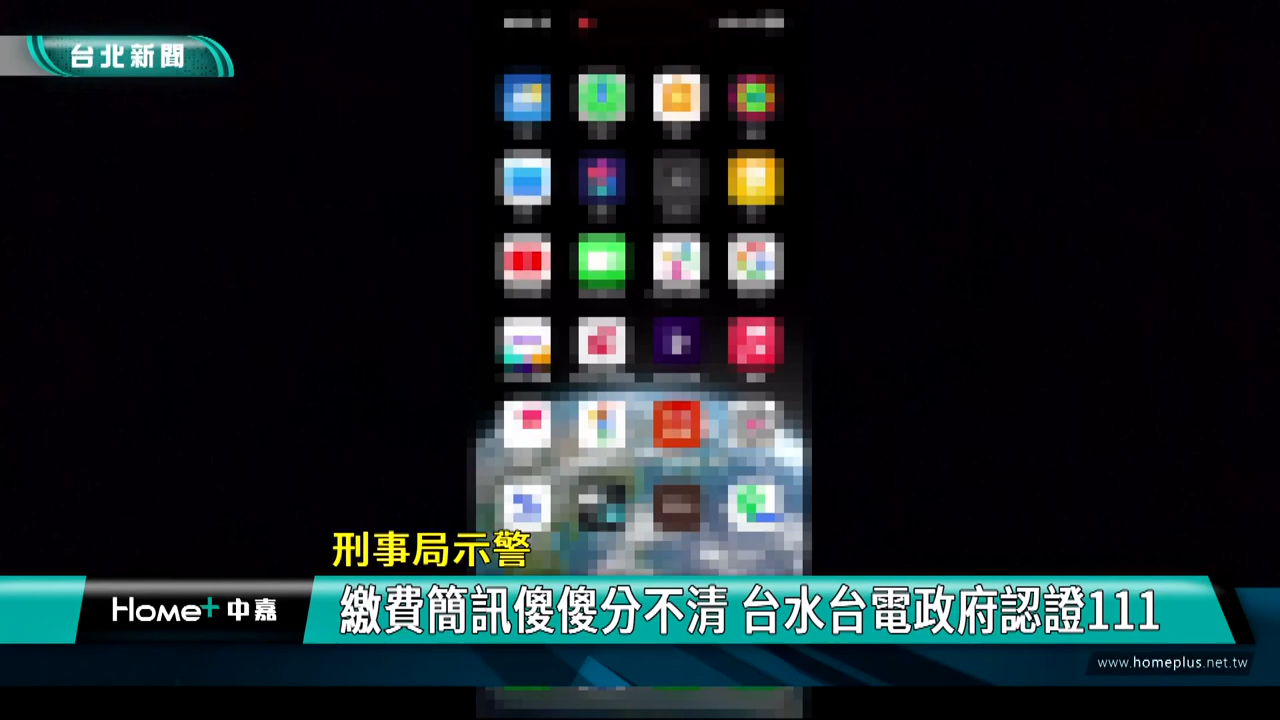 台北新聞
刑事局示警
Home+中嘉
繳費簡訊傻傻分不清 台水台電政府認證111
www.homeplus.net.tw